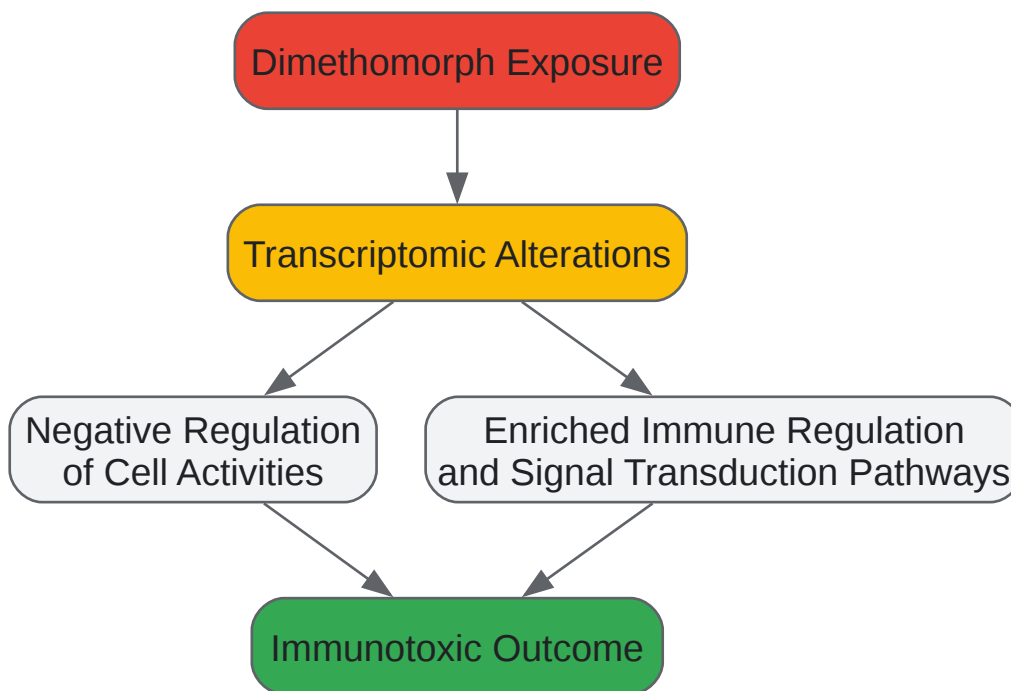 Dimethomorph Exposure
Transcriptomic Alterations
Negative Regulation
of Cell Activities
Enriched Immune Regulation
and Signal Transduction Pathways
Immunotoxic Outcome